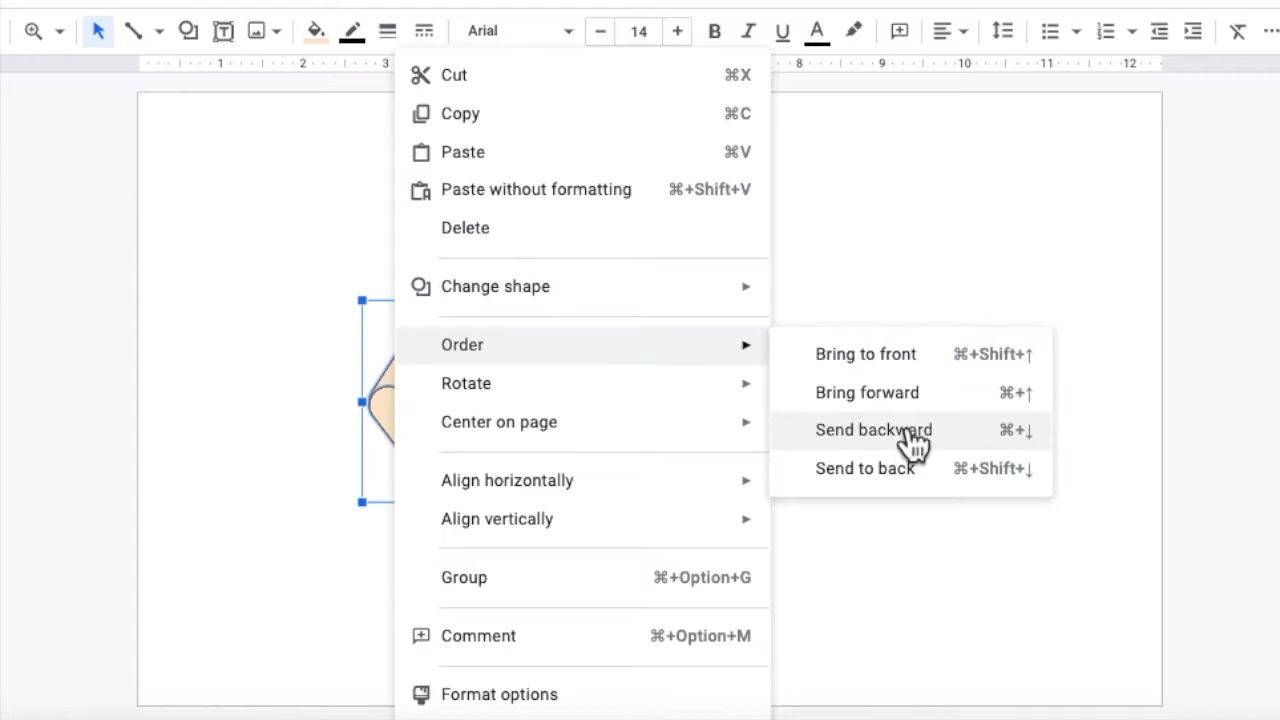 Arial
14
B I U A
1 2 3 8 9 10 11 12
Cut ⌘X
Copy ⌘C
Paste ⌘V
Paste without formatting ⌘+Shift+V
Delete
Change shape
Order
Rotate
Center on page
Align horizontally
Align vertically
Group ⌘+Option+G
Comment ⌘+Option+M
Format options
Bring to front ⌘+Shift+↑
Bring forward ⌘+↑
Send backward ⌘+↓
Send to back ⌘+Shift+↓